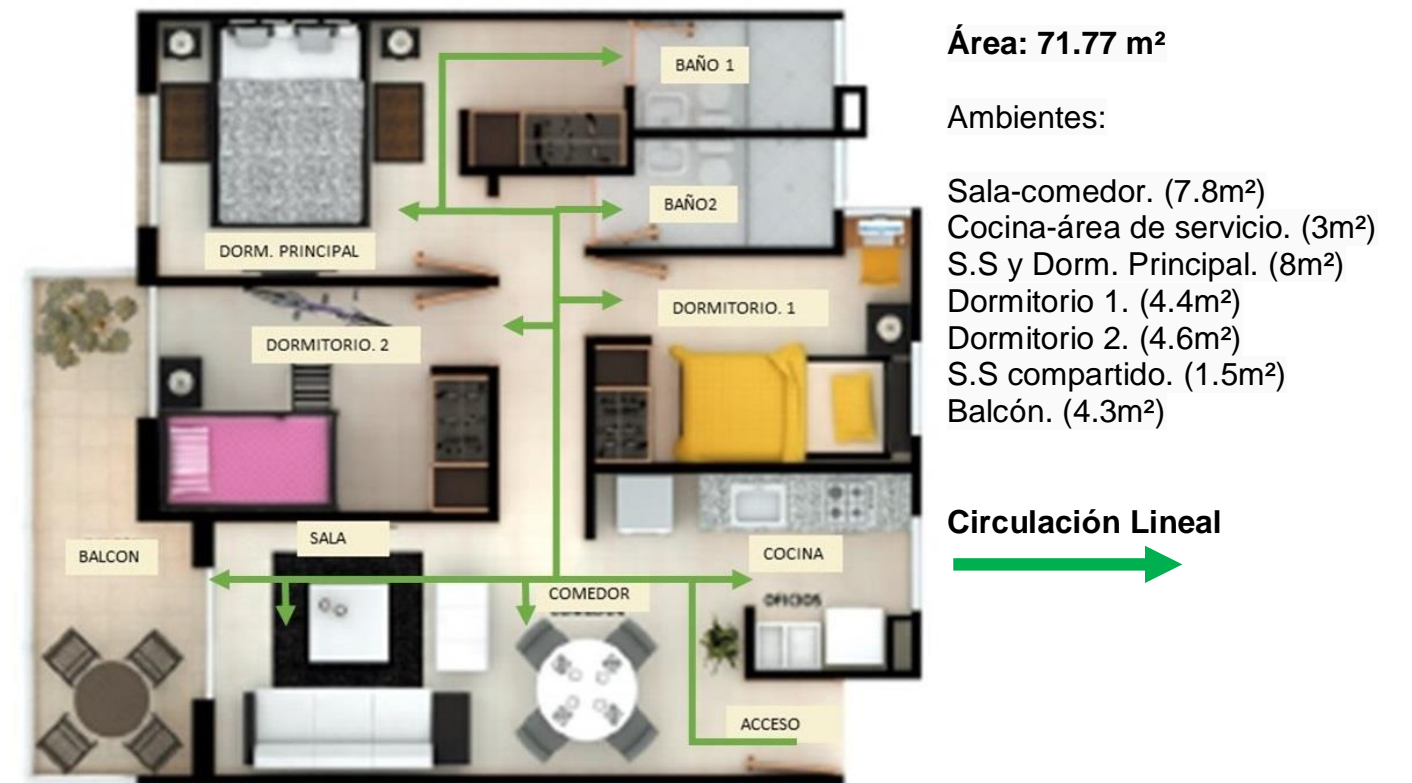 BAÑO 1
BAÑO2
DORM. PRINCIPAL
DORMITORIO. 1
DORMITORIO. 2
SALA
BALCON
COCINA
COMEDOR
OFICIOS
ACCESO
Área: 71.77 m²
Ambientes:
Sala-comedor. (7.8m²)
Cocina-área de servicio. (3m²)
S.S y Dorm. Principal. (8m²)
Dormitorio 1. (4.4m²)
Dormitorio 2. (4.6m²)
S.S compartido. (1.5m²)
Balcón. (4.3m²)
Circulación Lineal